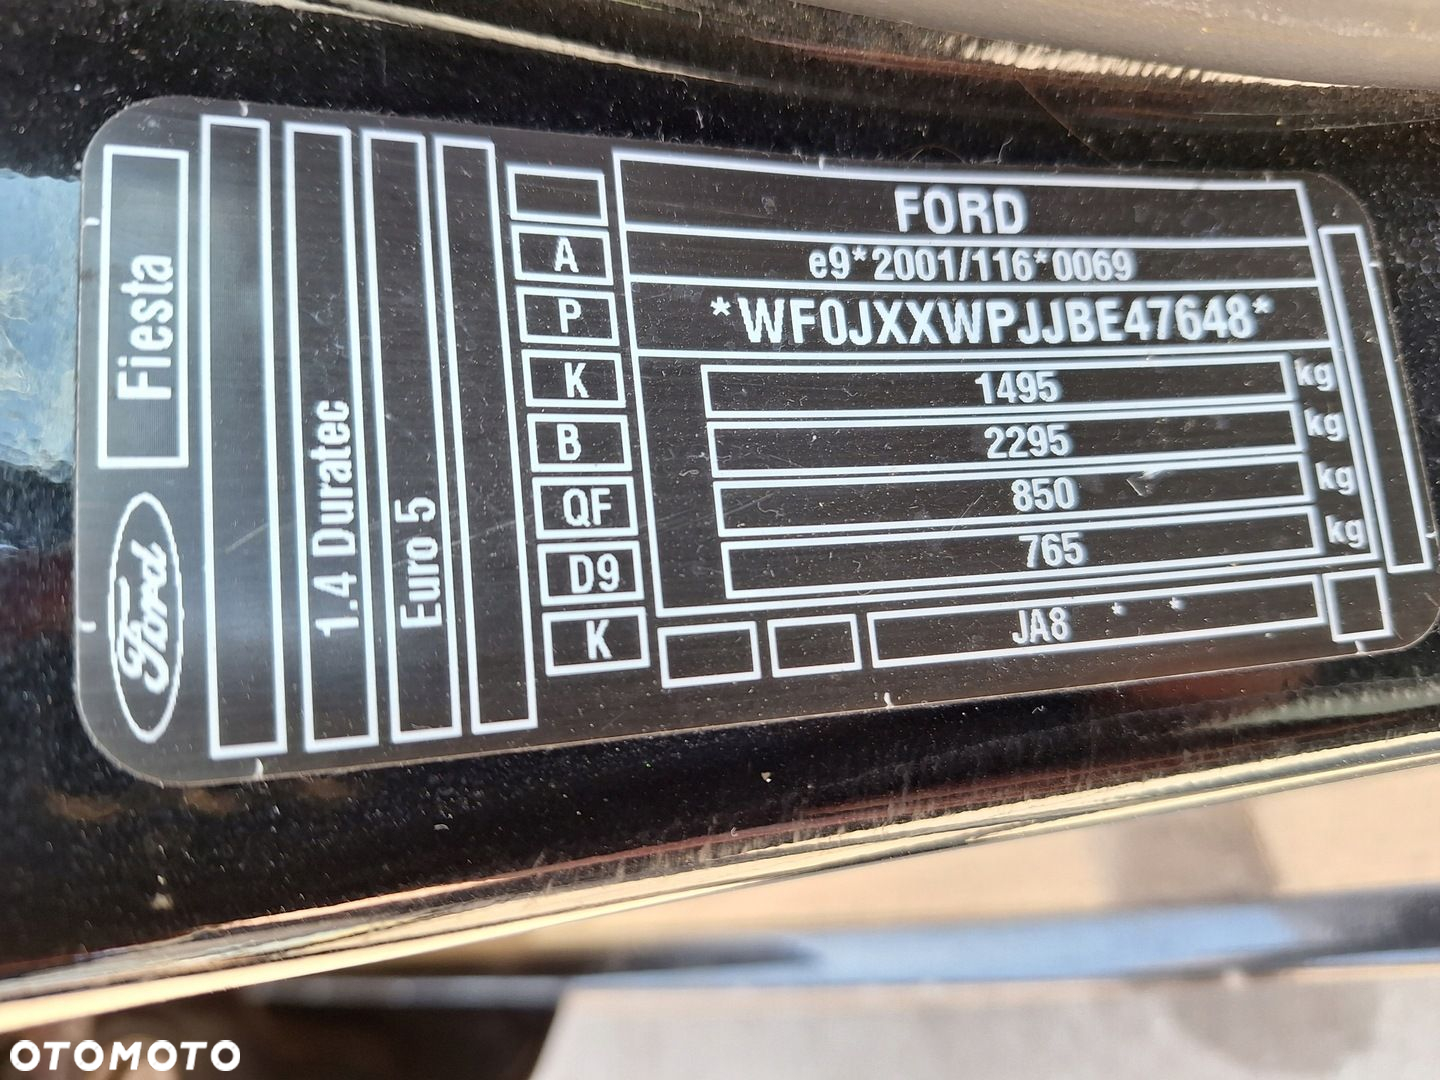 Fiesta
Ford
1.4 Duratec
Euro 5
A
P
K
B
QF
D9
K
FORD
e9*2001/116*0069
*WF0JXXWPJJBE47648*
1495 kg
2295 kg
850 kg
765 kg
JA8 * *
OTOMOTO